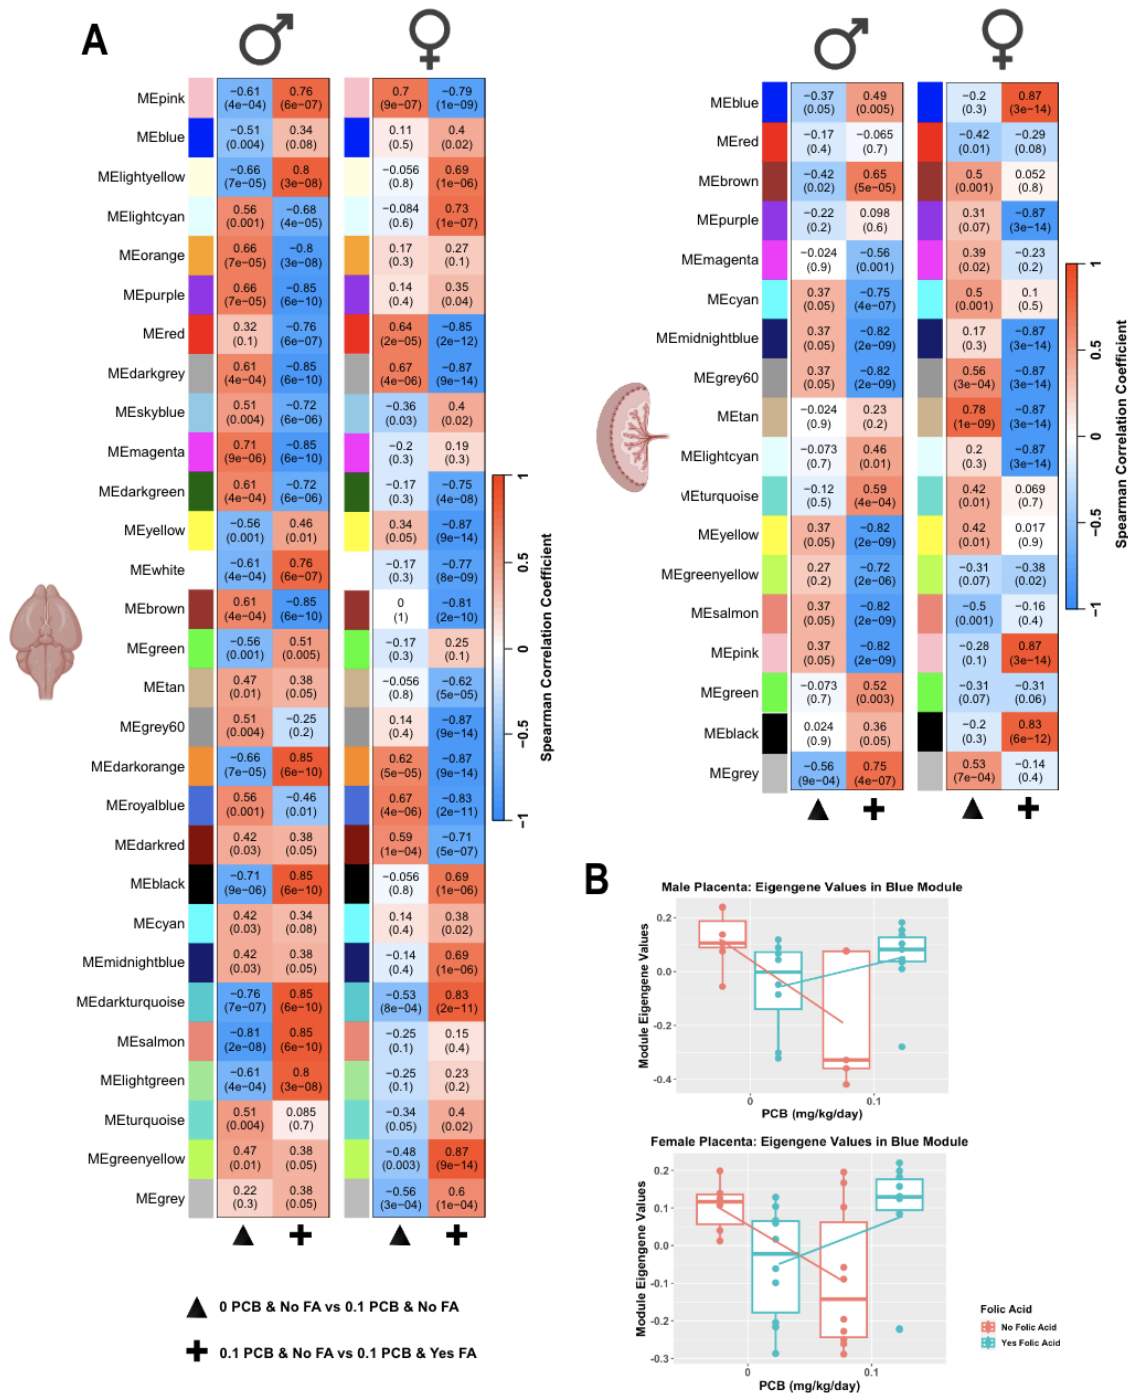 A
MEpink −0.61 0.76 0.7 −0.79
(4e−04) (6e−07) (9e−07) (1e−09)
MEblue −0.51 0.34 0.11 0.4
(0.004) (0.08) (0.5) (0.02)
MElightyellow −0.66 0.8 −0.056 0.69
(7e−05) (3e−08) (0.8) (1e−06)
MElightcyan 0.56 −0.68 −0.084 0.73
(0.001) (4e−05) (0.6) (1e−07)
MEorange 0.66 −0.8 0.17 0.27
(7e−05) (3e−08) (0.3) (0.1)
MEpurple 0.66 −0.85 0.14 0.35
(7e−05) (6e−10) (0.4) (0.04)
MEred 0.32 −0.76 0.64 −0.85
(0.1) (6e−07) (2e−05) (2e−12)
MEdarkgrey 0.61 −0.85 0.67 −0.87
(4e−04) (6e−10) (4e−06) (9e−14)
MEskyblue 0.51 −0.72 −0.36 0.4
(0.004) (6e−06) (0.03) (0.02)
MEmagenta 0.71 −0.85 −0.2 0.19
(9e−06) (6e−10) (0.3) (0.3)
MEdarkgreen 0.61 −0.72 −0.17 −0.75
(4e−04) (6e−06) (0.3) (4e−08)
MEyellow −0.56 0.46 0.34 −0.87
(0.001) (0.01) (0.05) (9e−14)
MEwhite −0.61 0.76 −0.17 −0.77
(4e−04) (6e−07) (0.3) (8e−09)
MEbrown 0.61 −0.85 0 −0.81
(4e−04) (6e−10) (1) (2e−10)
MEgreen −0.56 0.51 −0.17 0.25
(0.001) (0.005) (0.3) (0.1)
MEtan 0.47 0.38 −0.056 −0.62
(0.01) (0.05) (0.8) (5e−05)
MEgrey60 0.51 −0.25 0.14 −0.87
(0.004) (0.2) (0.4) (9e−14)
MEdarkorange −0.66 0.85 0.62 −0.87
(7e−05) (6e−10) (5e−05) (9e−14)
MEroyalblue 0.56 −0.46 0.67 −0.83
(0.001) (0.01) (4e−06) (2e−11)
MEdarkred 0.42 0.38 0.59 −0.71
(0.03) (0.05) (1e−04) (5e−07)
MEblack −0.71 0.85 −0.056 0.69
(9e−06) (6e−10) (0.8) (1e−06)
MEcyan 0.42 0.34 0.14 0.38
(0.03) (0.08) (0.4) (0.02)
MEmidnightblue 0.42 0.38 −0.14 0.69
(0.03) (0.05) (0.4) (1e−06)
MEdarkturquoise −0.76 0.85 −0.53 0.83
(7e−07) (6e−10) (8e−04) (2e−11)
MEsalmon −0.81 0.85 −0.25 0.15
(2e−08) (6e−10) (0.1) (0.4)
MElightgreen −0.61 0.8 −0.25 0.23
(4e−04) (3e−08) (0.1) (0.2)
MEturquoise 0.51 0.085 −0.34 0.4
(0.004) (0.7) (0.05) (0.02)
MEgreenyellow 0.47 0.38 −0.48 0.87
(0.01) (0.05) (0.003) (9e−14)
MEgrey 0.22 0.38 −0.56 0.6
(0.3) (0.05) (3e−04) (1e−04)
1
0.5
0
−0.5
−1
Spearman Correlation Coefficient
0 PCB & No FA vs 0.1 PCB & No FA
0.1 PCB & No FA vs 0.1 PCB & Yes FA
MEblue −0.37 0.49 −0.2 0.87
(0.05) (0.005) (0.3) (3e−14)
MEred −0.17 −0.065 −0.42 −0.29
(0.4) (0.7) (0.01) (0.08)
MEbrown −0.42 0.65 0.5 0.052
(0.02) (5e−05) (0.001) (0.8)
MEpurple −0.22 0.098 0.31 −0.87
(0.2) (0.6) (0.07) (3e−14)
MEmagenta −0.024 −0.56 0.39 −0.23
(0.9) (0.001) (0.02) (0.2)
MEcyan 0.37 −0.75 0.5 0.1
(0.05) (4e−07) (0.001) (0.5)
MEmidnightblue 0.37 −0.82 0.17 −0.87
(0.05) (2e−09) (0.3) (3e−14)
MEgrey60 0.37 −0.82 0.56 −0.87
(0.05) (2e−09) (3e−04) (3e−14)
MEtan −0.024 0.23 0.78 −0.87
(0.9) (0.2) (1e−09) (3e−14)
MElightcyan −0.073 0.46 0.2 −0.87
(0.7) (0.01) (0.3) (3e−14)
MEturquoise −0.12 0.59 0.42 0.069
(0.5) (4e−04) (0.01) (0.7)
MEyellow 0.37 −0.82 0.42 0.017
(0.05) (2e−09) (0.01) (0.9)
MEgreenyellow 0.27 −0.72 −0.31 −0.38
(0.2) (2e−06) (0.07) (0.02)
MEsalmon 0.37 −0.82 −0.5 −0.16
(0.05) (2e−09) (0.001) (0.4)
MEpink 0.37 −0.82 −0.28 0.87
(0.05) (2e−09) (0.1) (3e−14)
MEgreen −0.073 0.52 −0.31 −0.31
(0.7) (0.003) (0.07) (0.06)
MEblack 0.024 0.36 −0.2 0.83
(0.9) (0.05) (0.3) (6e−12)
MEgrey −0.56 0.75 0.53 −0.14
(9e−04) (4e−07) (7e−04) (0.4)
1
0.5
0
−0.5
−1
Spearman Correlation Coefficient
B
Male Placenta: Eigengene Values in Blue Module
Module Eigengene Values
0.2
0.0
-0.2
-0.4
0 0.1
PCB (mg/kg/day)
Female Placenta: Eigengene Values in Blue Module
Module Eigengene Values
0.2
0.1
0.0
-0.1
-0.2
-0.3
0 0.1
PCB (mg/kg/day)
Folic Acid
No Folic Acid
Yes Folic Acid